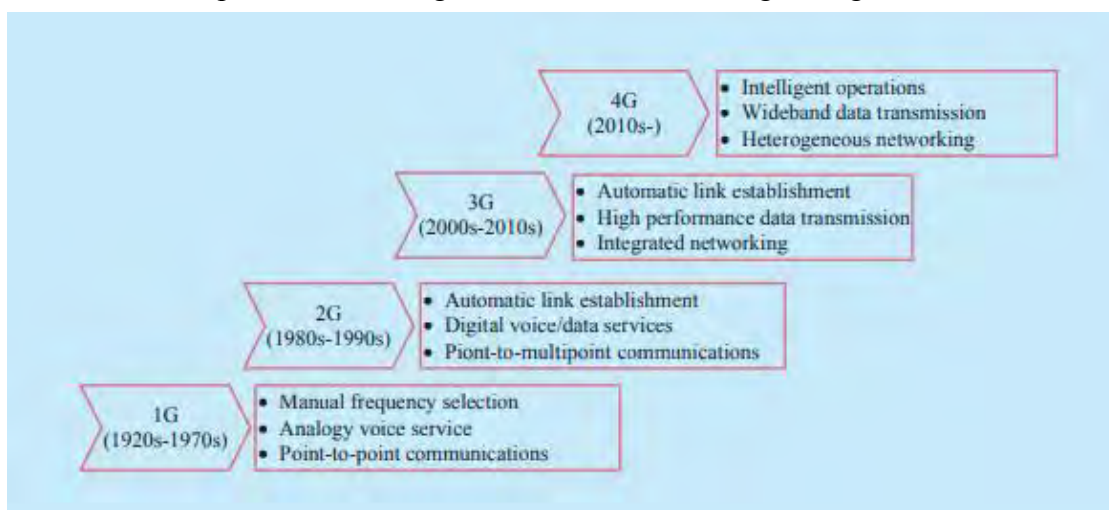 4G
(2010s-)
• Intelligent operations
• Wideband data transmission
• Heterogeneous networking
3G
(2000s-2010s)
• Automatic link establishment
• High performance data transmission
• Integrated networking
2G
(1980s-1990s)
• Automatic link establishment
• Digital voice/data services
• Piont-to-multipoint communications
1G
(1920s-1970s)
• Manual frequency selection
• Analogy voice service
• Point-to-point communications